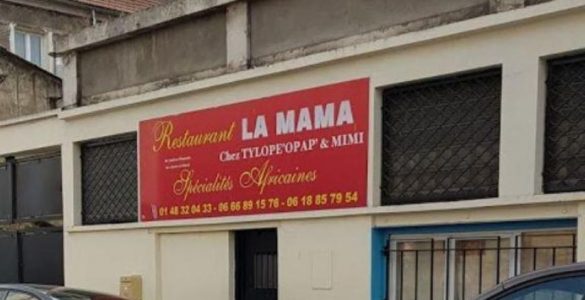 Restaurant LA MAMA
Chez TYLOPE'OPAP' & MIMI
Spécialités Africaines
01 48 32 04 33 - 06 66 89 15 76 - 06 18 85 79 54